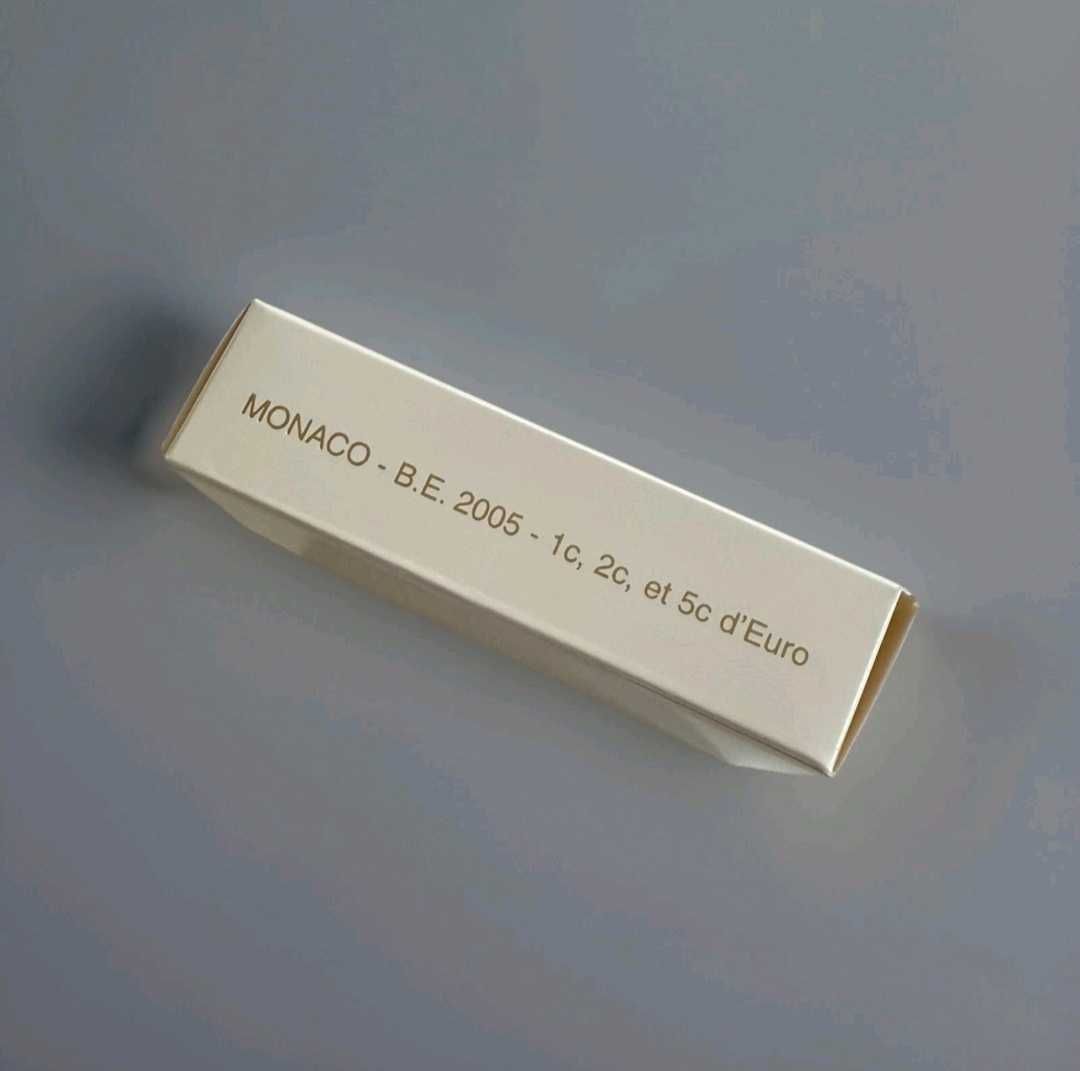 MONACO - B.E. 2005 - 1c, 2c, et 5c d'Euro